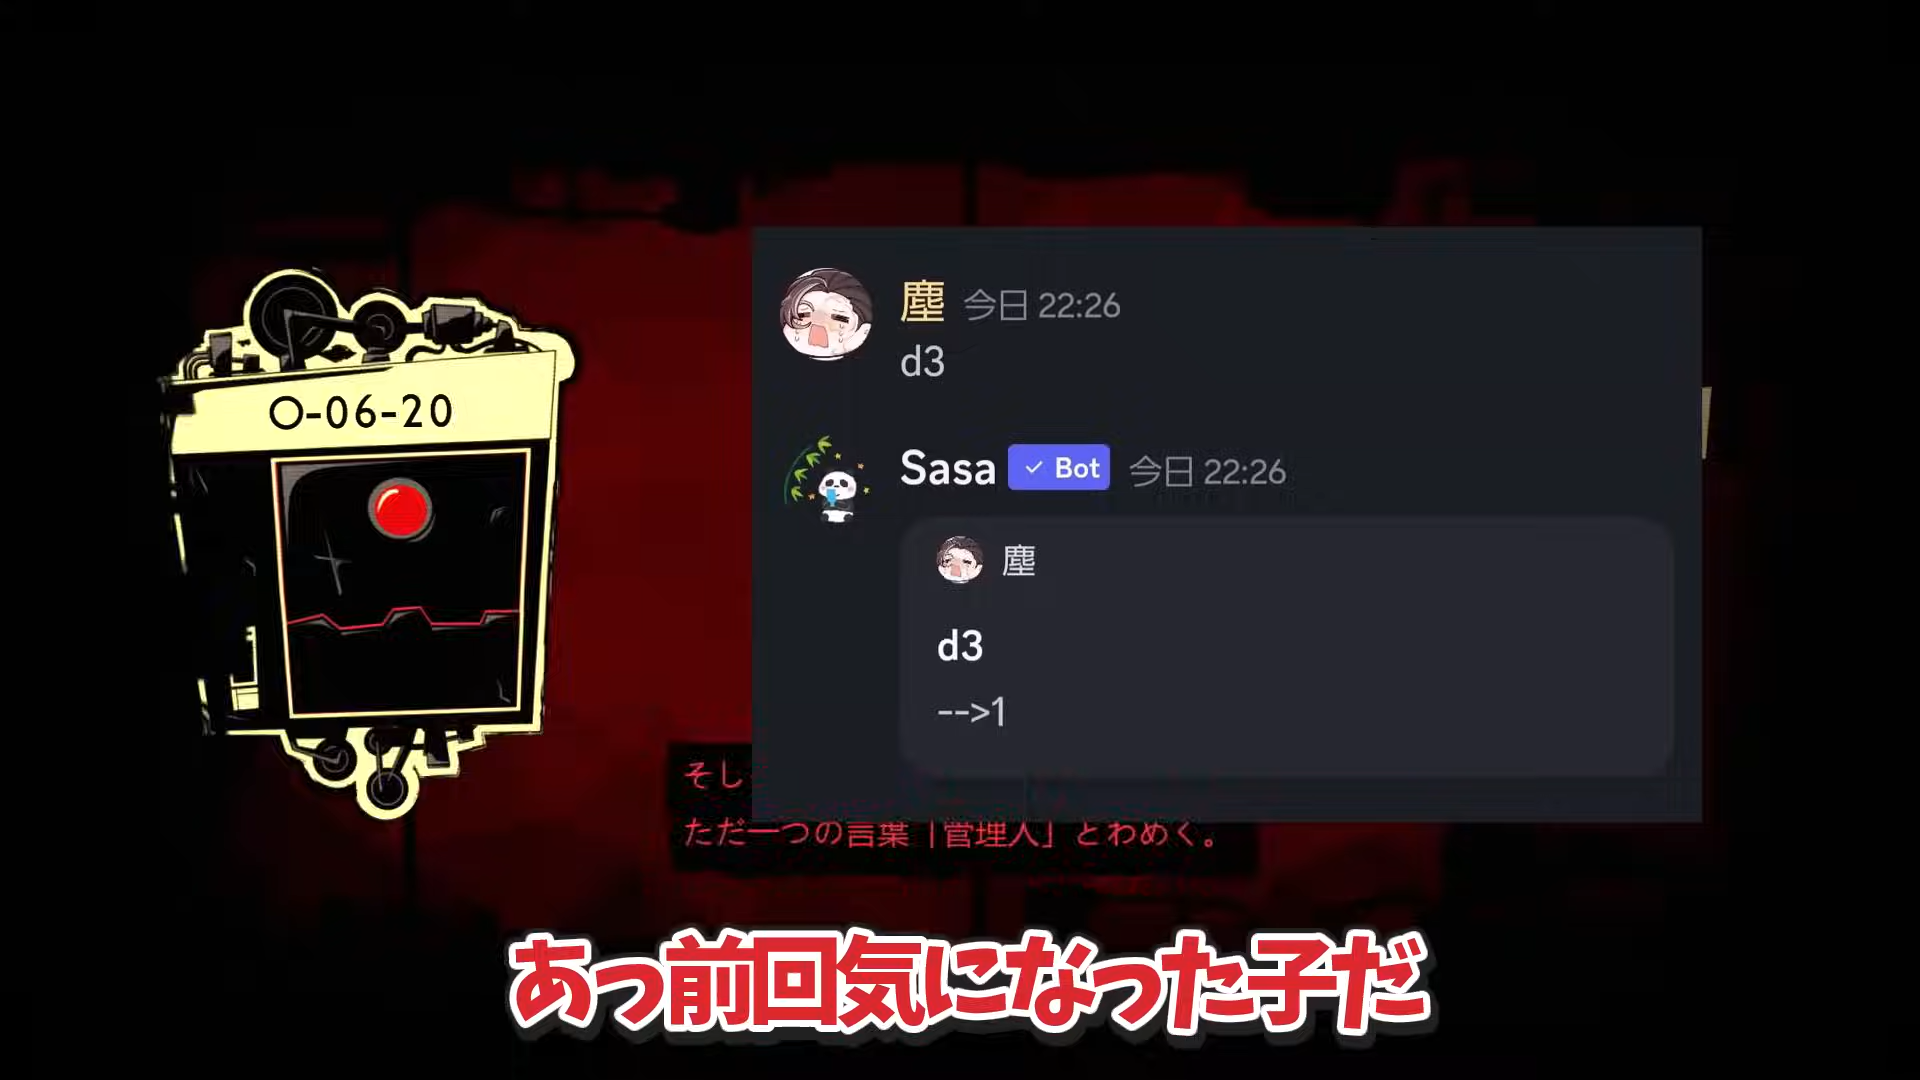 O-06-20
塵 今日 22:26
d3
Sasa ✓ Bot 今日 22:26
塵
d3
-->1
そし
ただ一つの言葉「管理人」とわめく。
あっ前回気になった子だ